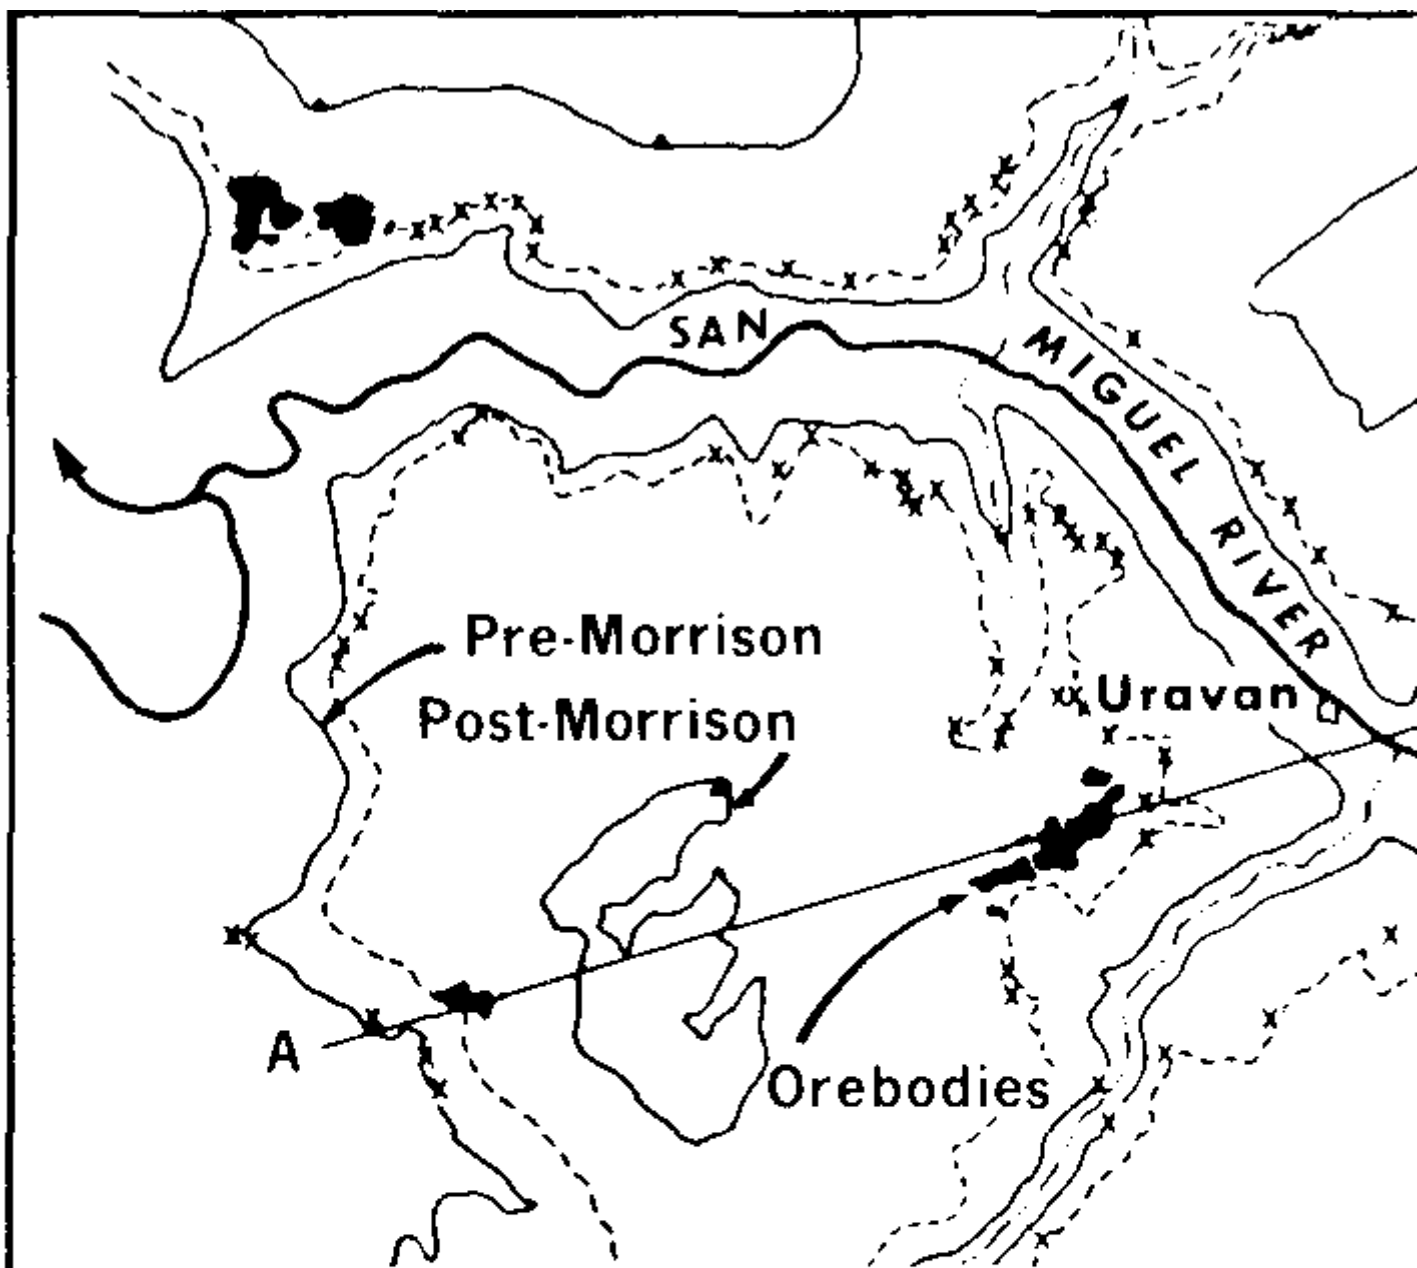 SAN
MIGUEL
RIVER
Pre-Morrison
Post-Morrison
Uravan
A
Orebodies